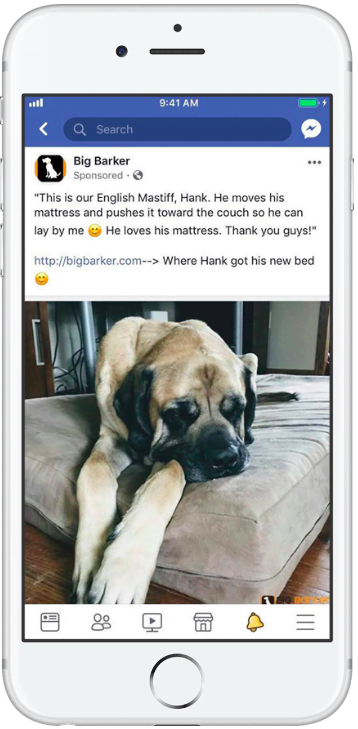 9:41 AM
Search
Big Barker
Sponsored ·
"This is our English Mastiff, Hank. He moves his
mattress and pushes it toward the couch so he can
lay by me 😊 He loves his mattress. Thank you guys!"
http://bigbarker.com--> Where Hank got his new bed
😊
BIG BARKER